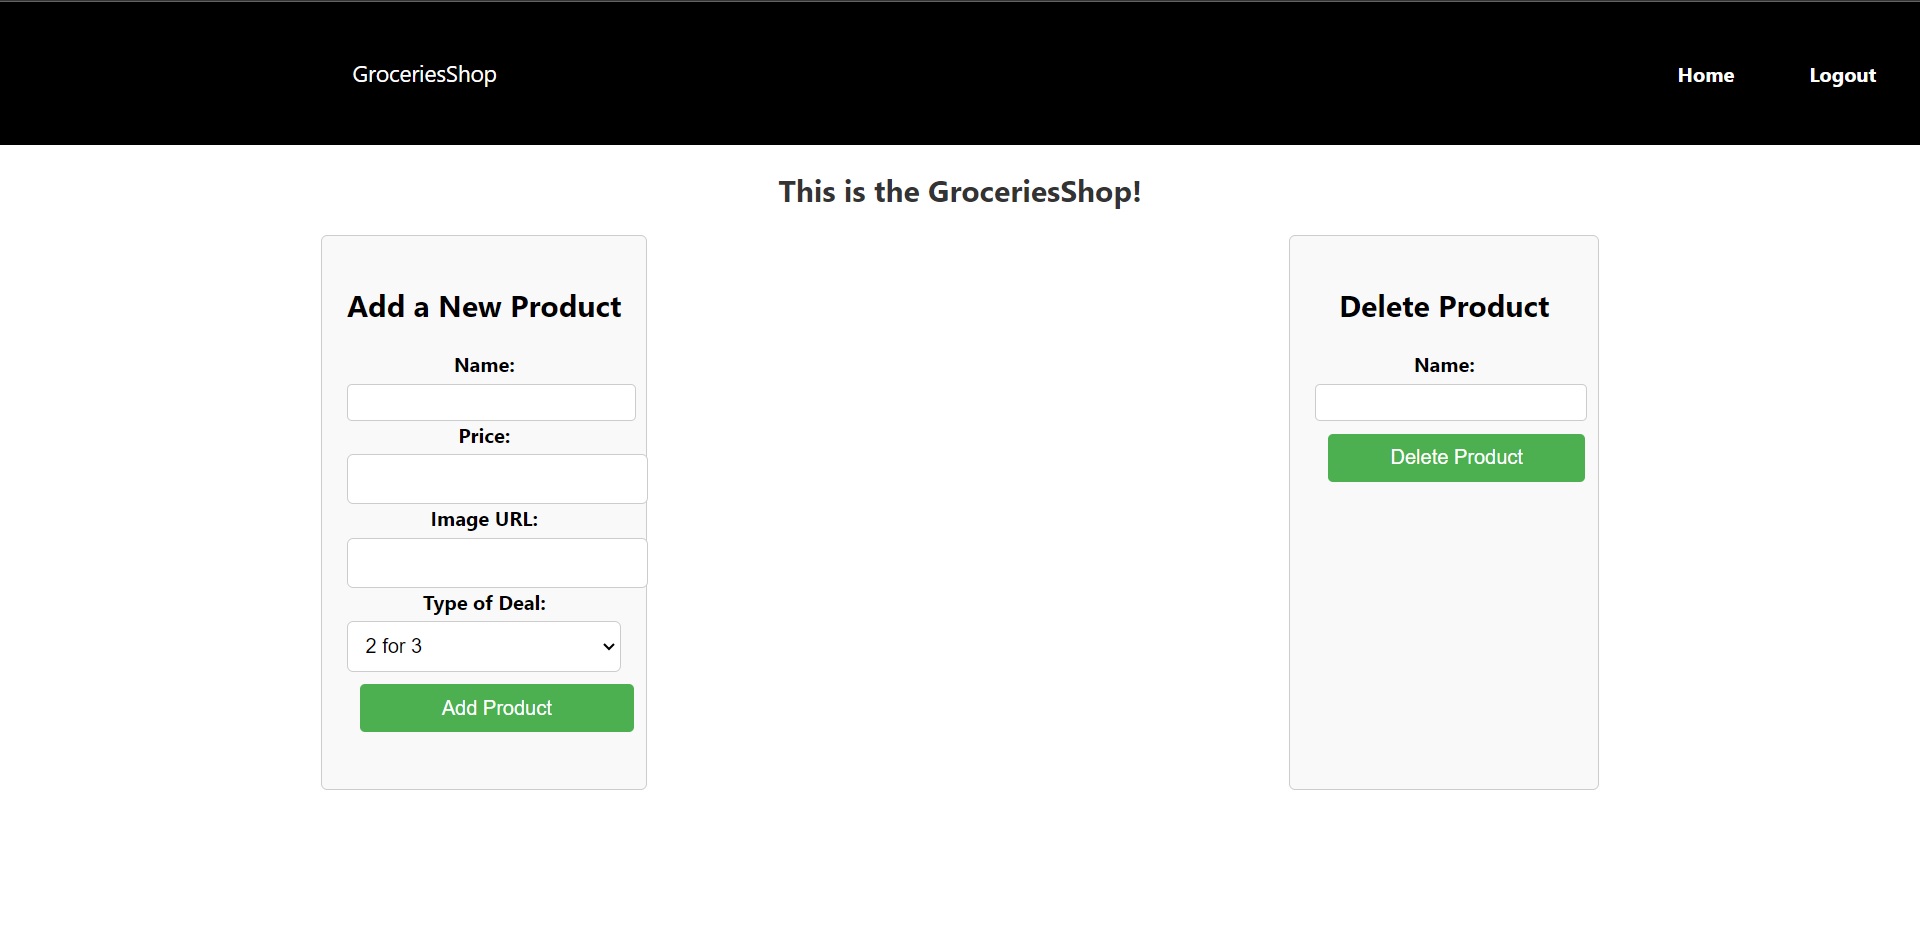 GroceriesShop
Home
Logout
This is the GroceriesShop!
Add a New Product
Name:
Price:
Image URL:
Type of Deal:
2 for 3
Add Product
Delete Product
Name:
Delete Product